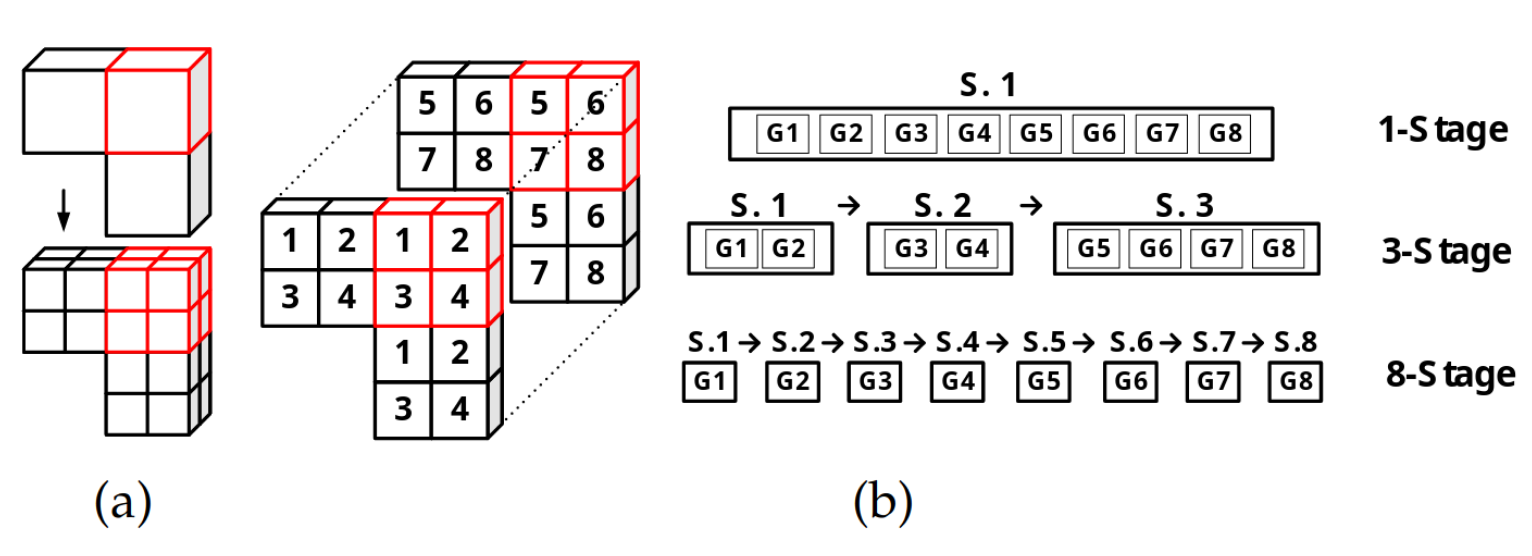 5 6 5 6
7 8 7 8
5 6
7 8
1 2 1 2
3 4 3 4
1 2
3 4
(a)
S. 1
G1 G2 G3 G4 G5 G6 G7 G8
1-Stage
S. 1 → S. 2 → S. 3
G1 G2 G3 G4 G5 G6 G7 G8
3-Stage
S.1 → S.2 → S.3 → S.4 → S.5 → S.6 → S.7 → S.8
G1 G2 G3 G4 G5 G6 G7 G8
8-Stage
(b)